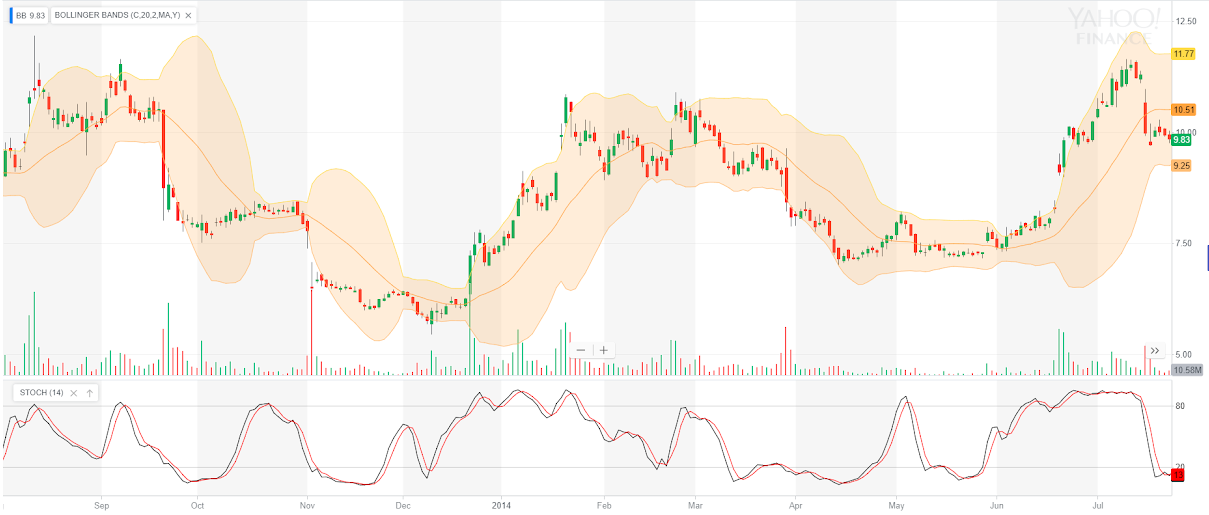 BB 9.83 BOLLINGER BANDS (C,20,2,MA,Y) ×
YAHOO!
FINANCE
12.50
11.77
10.51
10.00
9.83
9.25
7.50
5.00
10.58M
STOCH (14) ×
80
20
13
Sep Oct Nov Dec 2014 Feb Mar Apr May Jun Jul